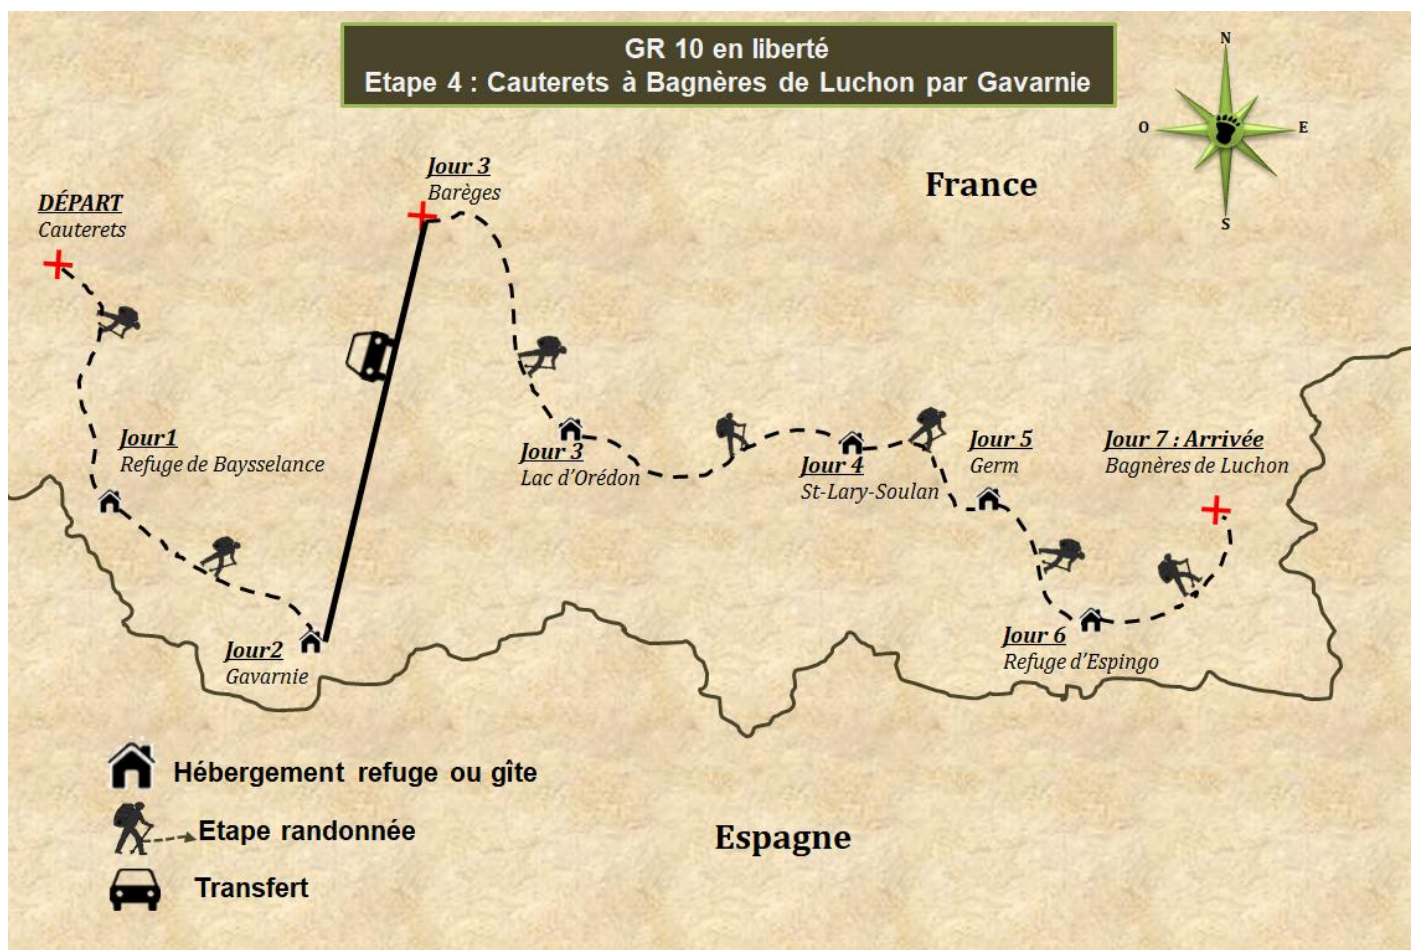 GR 10 en liberté
Etape 4 : Cauterets à Bagnères de Luchon par Gavarnie
N
O
E
S
France
DÉPART
Cauterets
Jour 3
Barèges
Jour1
Refuge de Baysselance
Jour 3
Lac d'Orédon
Jour 4
St-Lary-Soulan
Jour 5
Germ
Jour 7 : Arrivée
Bagnères de Luchon
Jour2
Gavarnie
Jour 6
Refuge d'Espingo
Hébergement refuge ou gîte
Etape randonnée
Transfert
Espagne